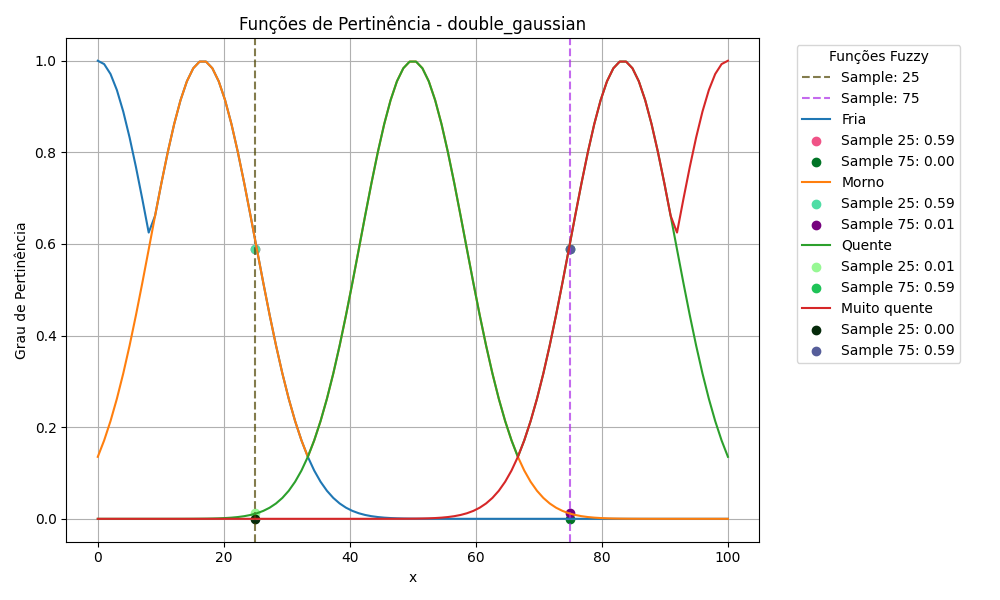 Funções de Pertinência - double_gaussian
Grau de Pertinência
1.0
0.8
0.6
0.4
0.2
0.0
0
20
40
60
80
100
x
Funções Fuzzy
Sample: 25
Sample: 75
Fria
Sample 25: 0.59
Sample 75: 0.00
Morno
Sample 25: 0.59
Sample 75: 0.01
Quente
Sample 25: 0.01
Sample 75: 0.59
Muito quente
Sample 25: 0.00
Sample 75: 0.59